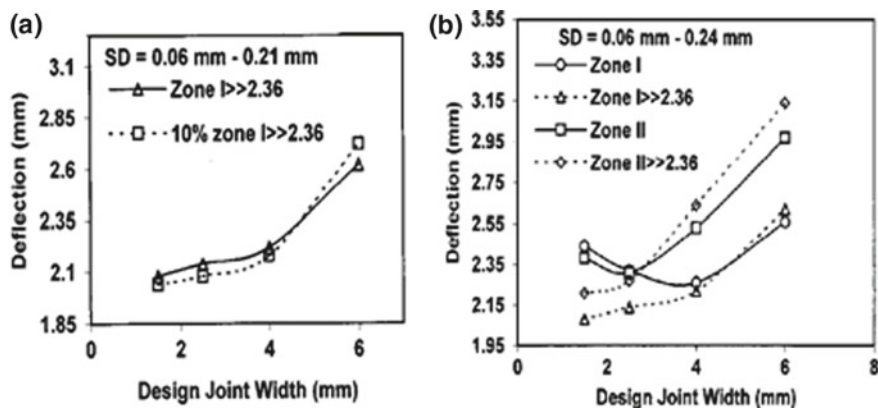 (a)
SD = 0.06 mm - 0.21 mm
Zone I>>2.36
10% zone I>>2.36
Deflection (mm)
3.1
2.85
2.6
2.35
2.1
1.85
0 2 4 6
Design Joint Width (mm)
(b)
SD = 0.06 mm - 0.24 mm
Zone I
Zone I>>2.36
Zone II
Zone II>>2.36
Deflection (mm)
3.55
3.35
3.15
2.95
2.75
2.55
2.35
2.15
1.95
0 2 4 6 8
Design Joint Width (mm)